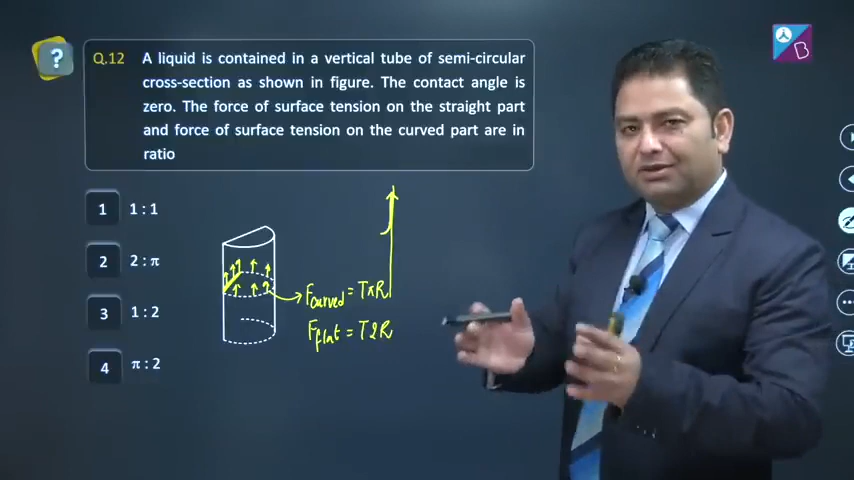 ?
Q.12 A liquid is contained in a vertical tube of semi-circular
cross-section as shown in figure. The contact angle is
zero. The force of surface tension on the straight part
and force of surface tension on the curved part are in
ratio
1 1 : 1
2 2 : π
3 1 : 2
4 π : 2
Fcurved = TπR
Fflat = T2R
B